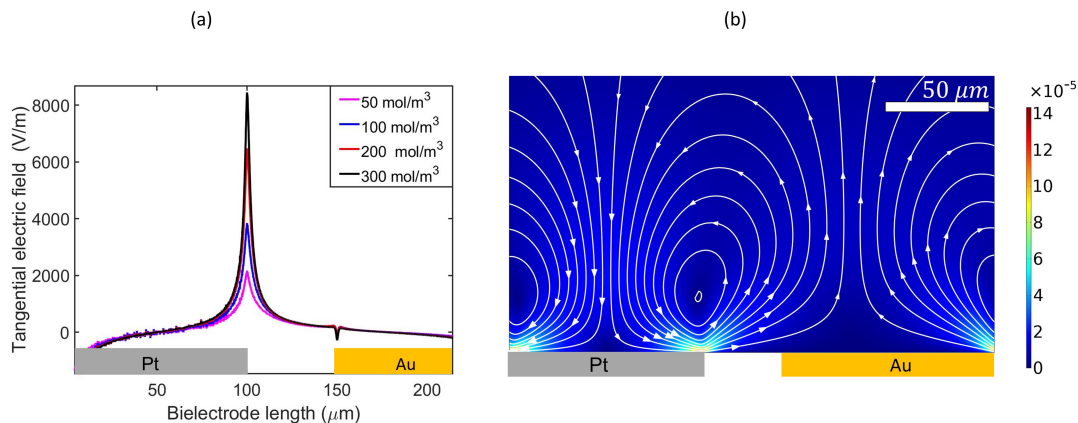 (a)
(b)
Tangential electric field (V/m)
8000
6000
4000
2000
0
50 mol/m³
100 mol/m³
200 mol/m³
300 mol/m³
Pt
Au
50
100
150
200
Bielectrode length (μm)
50 μm
Pt
Au
×10⁻⁵
14
12
10
8
6
4
2
0